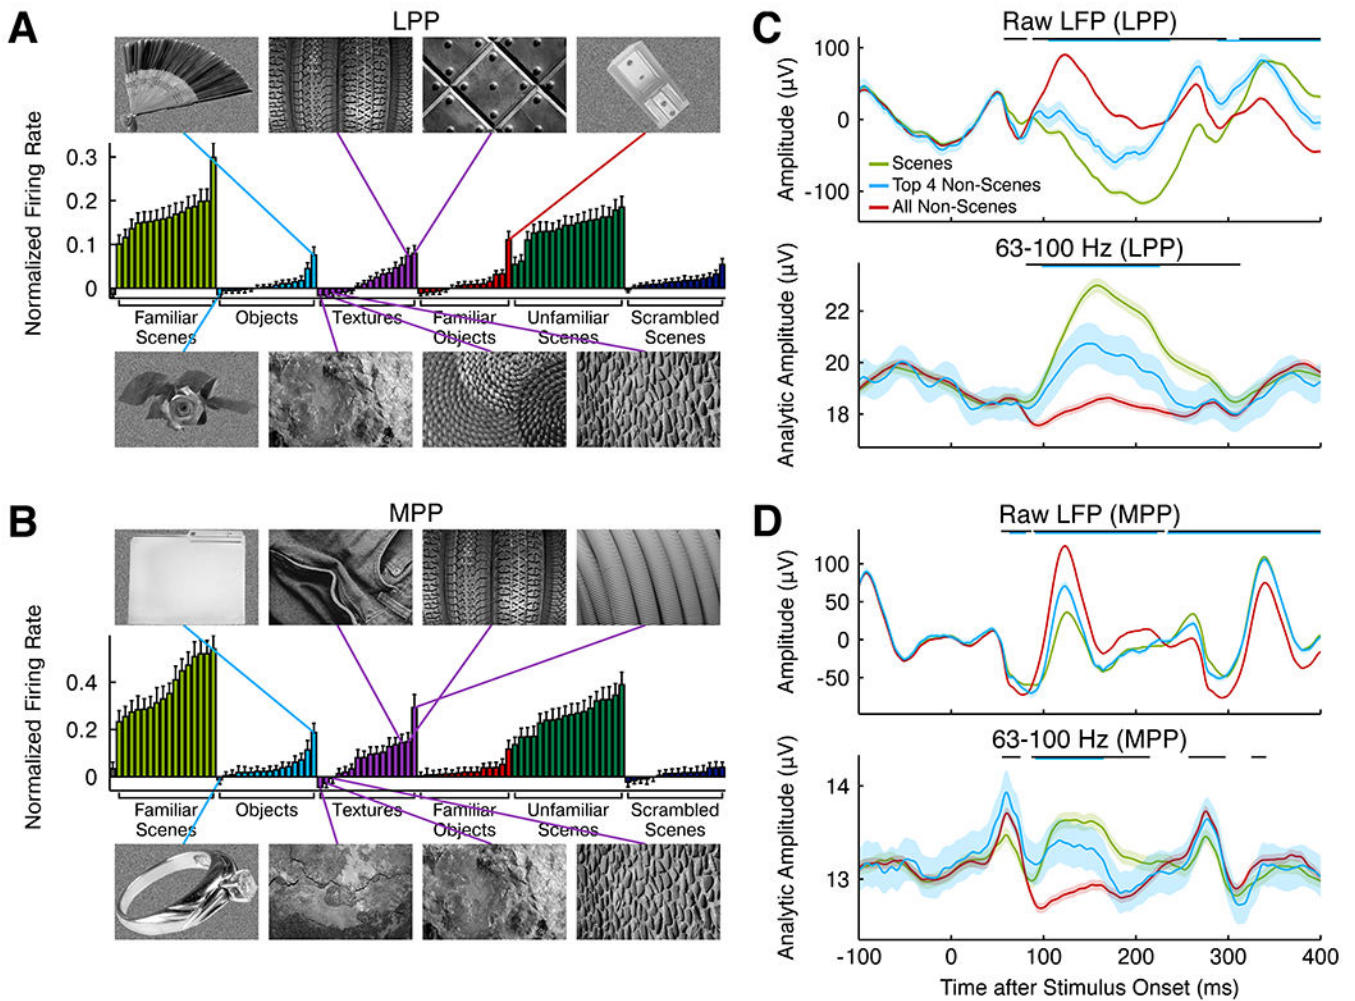 A
LPP
Normalized Firing Rate
0.3
0.2
0.1
0
Familiar Scenes
Objects
Textures
Familiar Objects
Unfamiliar Scenes
Scrambled Scenes
B
MPP
Normalized Firing Rate
0.4
0.2
0
Familiar Scenes
Objects
Textures
Familiar Objects
Unfamiliar Scenes
Scrambled Scenes
C
Raw LFP (LPP)
Amplitude (µV)
100
0
-100
Scenes
Top 4 Non-Scenes
All Non-Scenes
63-100 Hz (LPP)
Analytic Amplitude (µV)
22
20
18
D
Raw LFP (MPP)
Amplitude (µV)
100
50
0
-50
63-100 Hz (MPP)
Analytic Amplitude (µV)
14
13
-100 0 100 200 300 400
Time after Stimulus Onset (ms)